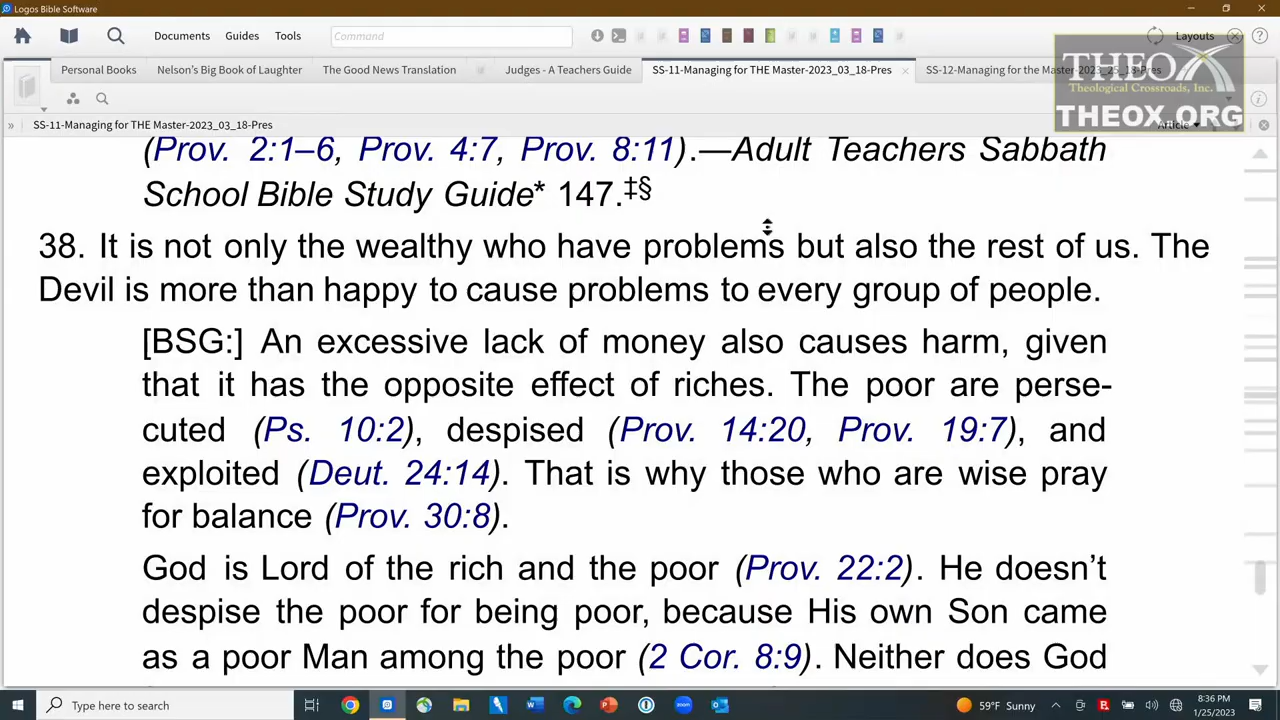 Logos Bible Software
Documents Guides Tools Command Layouts
Personal Books Nelson's Big Book of Laughter Judges - A Teachers Guide SS-11-Managing for THE Master-2023_03_18-Pres SS-12-Managing for the Master-2023_25_18-Pres
THEOX
Theological Crossroads, Inc.
THEOX.ORG
SS-11-Managing for THE Master-2023_03_18-Pres Article
(Prov. 2:1–6, Prov. 4:7, Prov. 8:11).—Adult Teachers Sabbath
School Bible Study Guide* 147.‡§
38. It is not only the wealthy who have problems but also the rest of us. The
Devil is more than happy to cause problems to every group of people.
[BSG:] An excessive lack of money also causes harm, given
that it has the opposite effect of riches. The poor are perse-
cuted (Ps. 10:2), despised (Prov. 14:20, Prov. 19:7), and
exploited (Deut. 24:14). That is why those who are wise pray
for balance (Prov. 30:8).
God is Lord of the rich and the poor (Prov. 22:2). He doesn't
despise the poor for being poor, because His own Son came
as a poor Man among the poor (2 Cor. 8:9). Neither does God
Type here to search 59°F Sunny 8:36 PM
1/25/2023